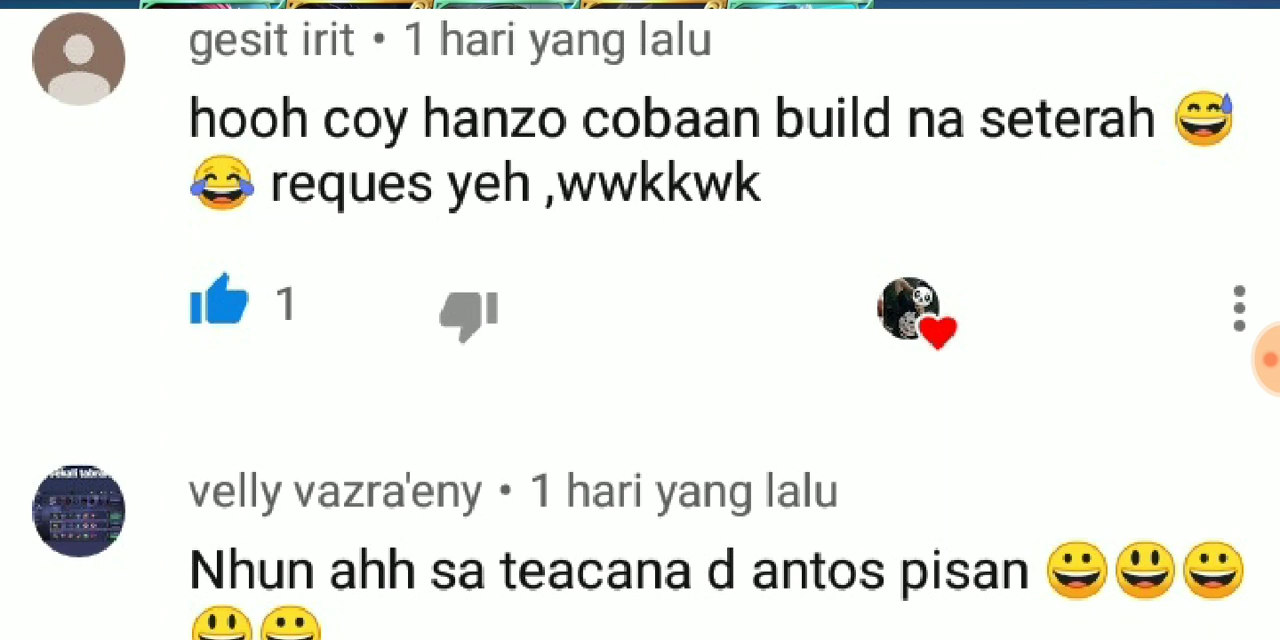 gesit irit • 1 hari yang lalu
hooh coy hanzo cobaan build na seterah 😅
😂 reques yeh ,wwkkwk
1
velly vazra'eny • 1 hari yang lalu
Nhun ahh sa teacana d antos pisan 😀😃😀
😃😀